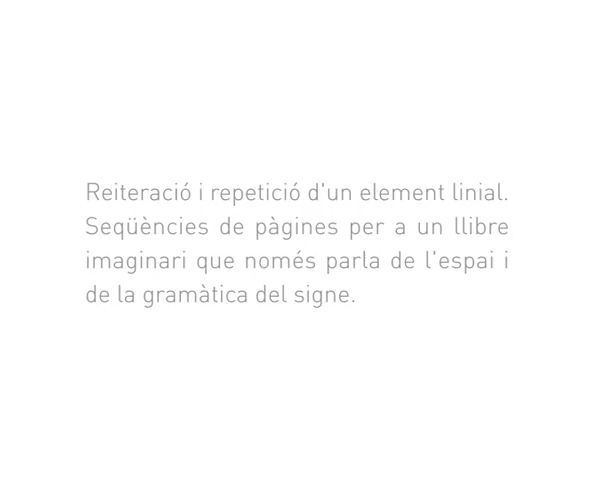 Reiteració i repetició d'un element linial.
Seqüències de pàgines per a un llibre
imaginari que només parla de l'espai i
de la gramàtica del signe.